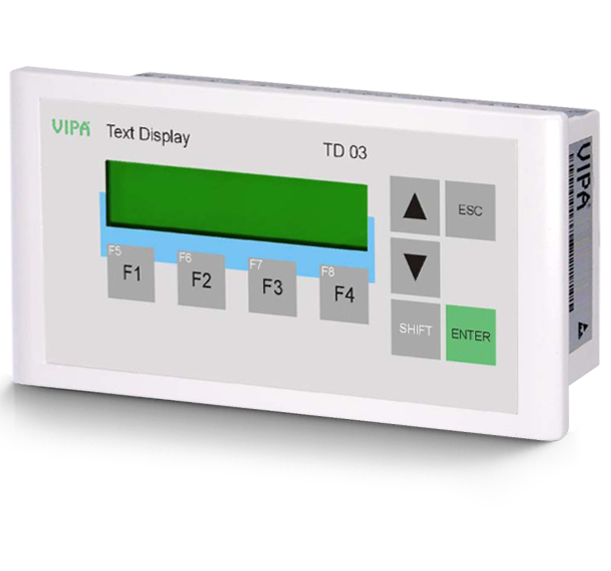 VIPA Text Display
TD 03
ESC
F5 F6 F7 F8
F1 F2 F3 F4
SHIFT ENTER
VIPA